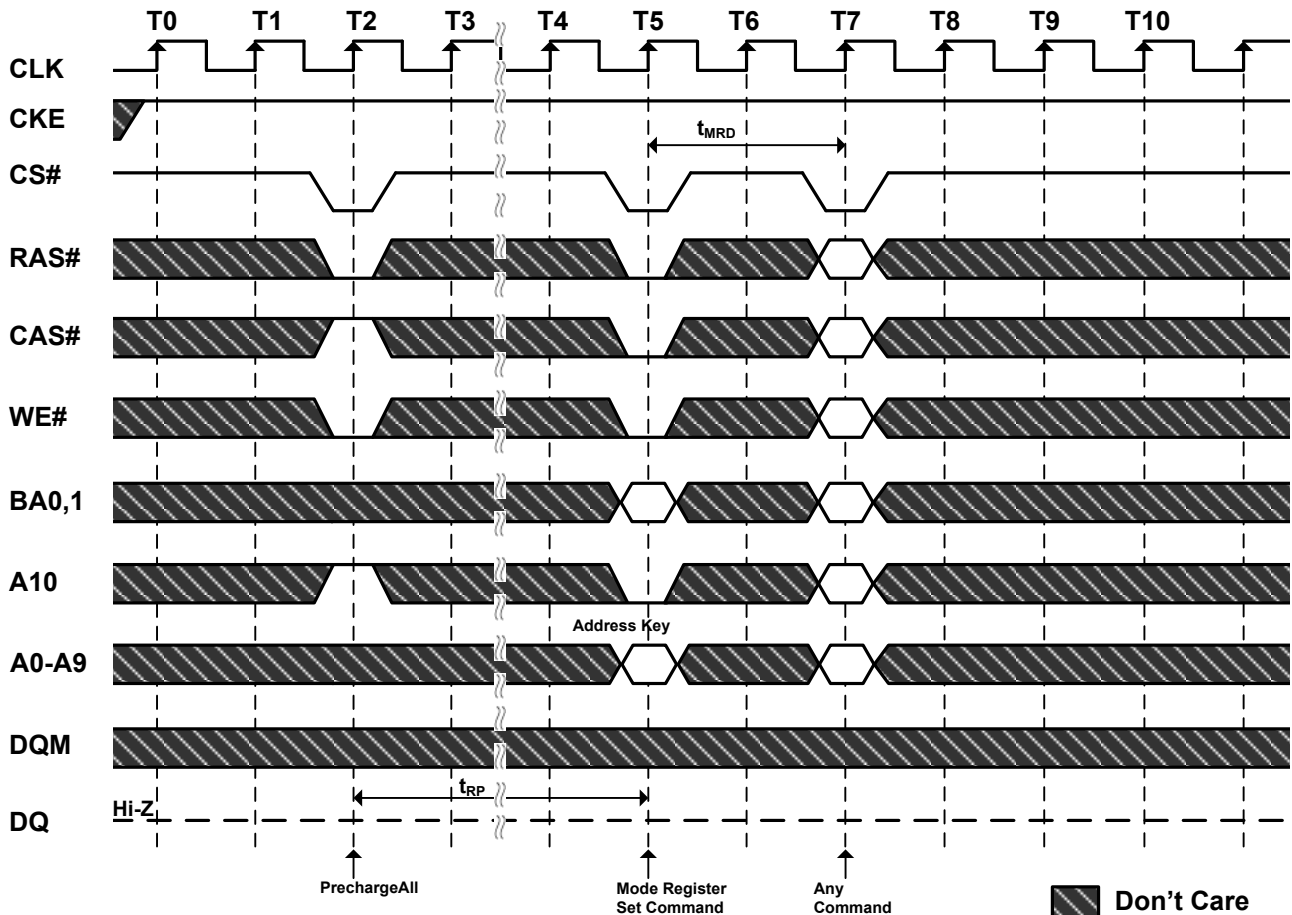 T0 T1 T2 T3 T4 T5 T6 T7 T8 T9 T10
CLK
CKE
tMRD
CS#
RAS#
CAS#
WE#
BA0,1
A10
Address Key
A0-A9
DQM
tRP
Hi-Z
DQ
PrechargeAll
Mode Register
Set Command
Any
Command
Don't Care